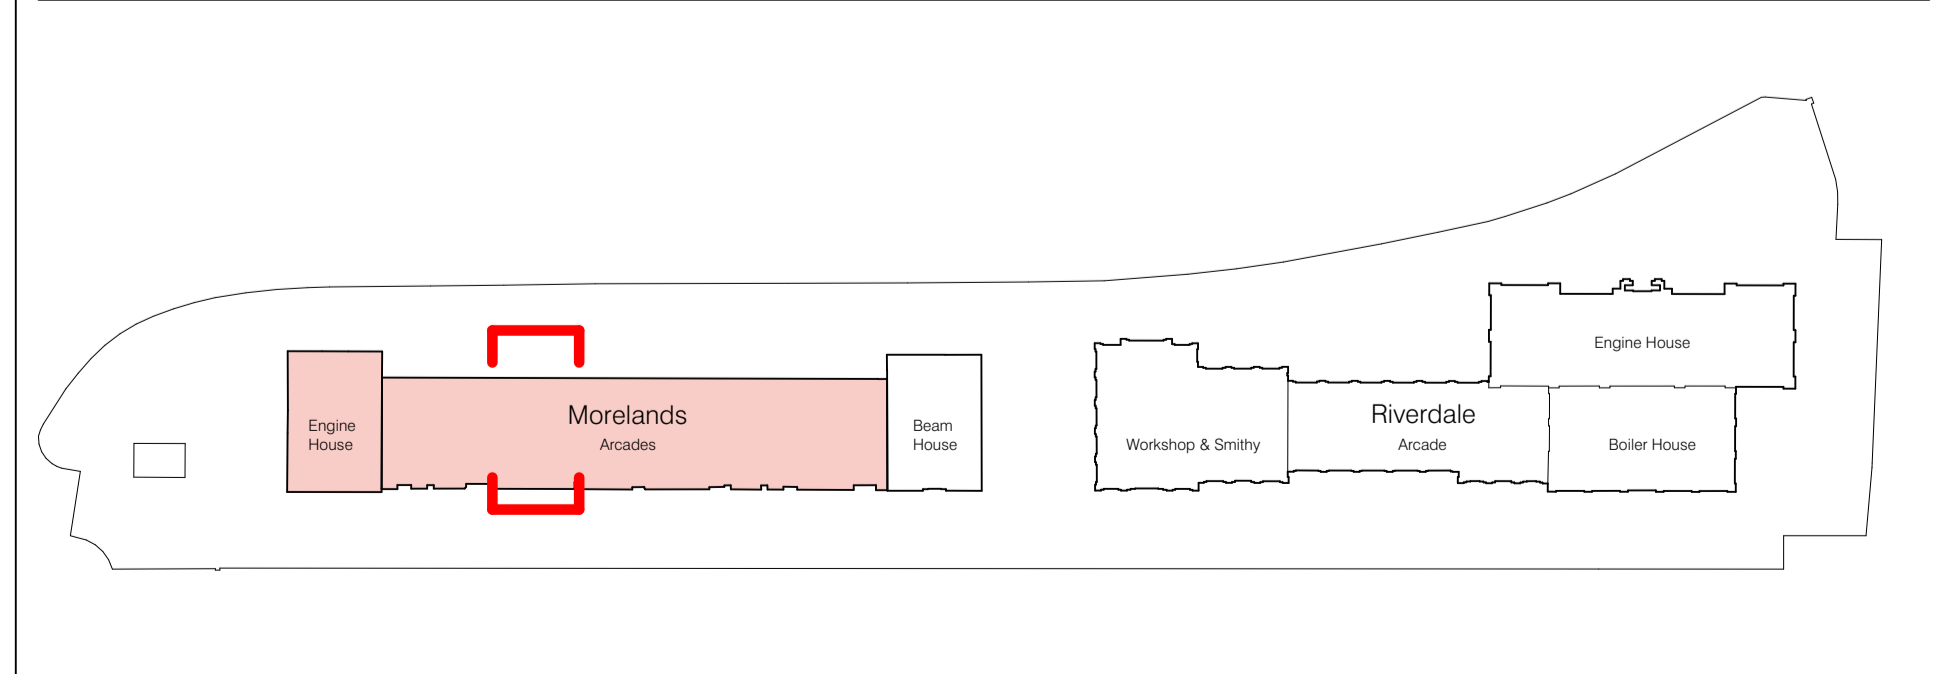 Engine
House
Morelands
Arcades
Beam
House
Workshop & Smithy
Riverdale
Arcade
Engine House
Boiler House